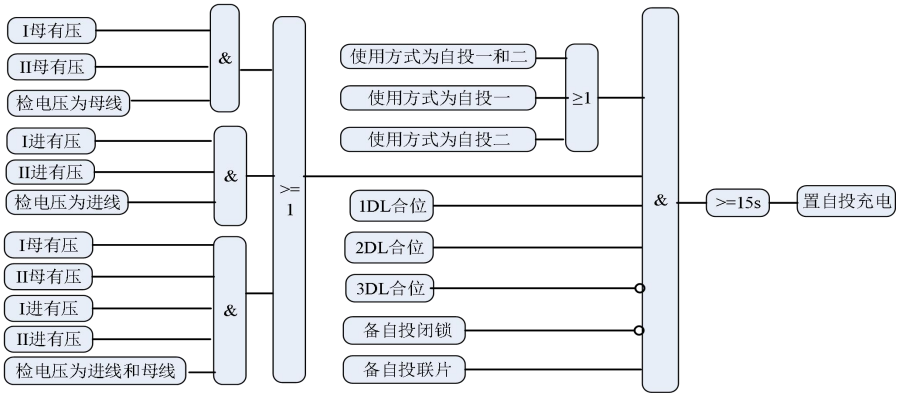 I母有压
II母有压
检电压为母线
&
I进有压
II进有压
检电压为进线
&
I母有压
II母有压
I进有压
II进有压
检电压为进线和母线
&
>=
1
使用方式为自投一和二
使用方式为自投一
使用方式为自投二
≥1
1DL合位
2DL合位
3DL合位
备自投闭锁
备自投联片
&
>=15s
置自投充电